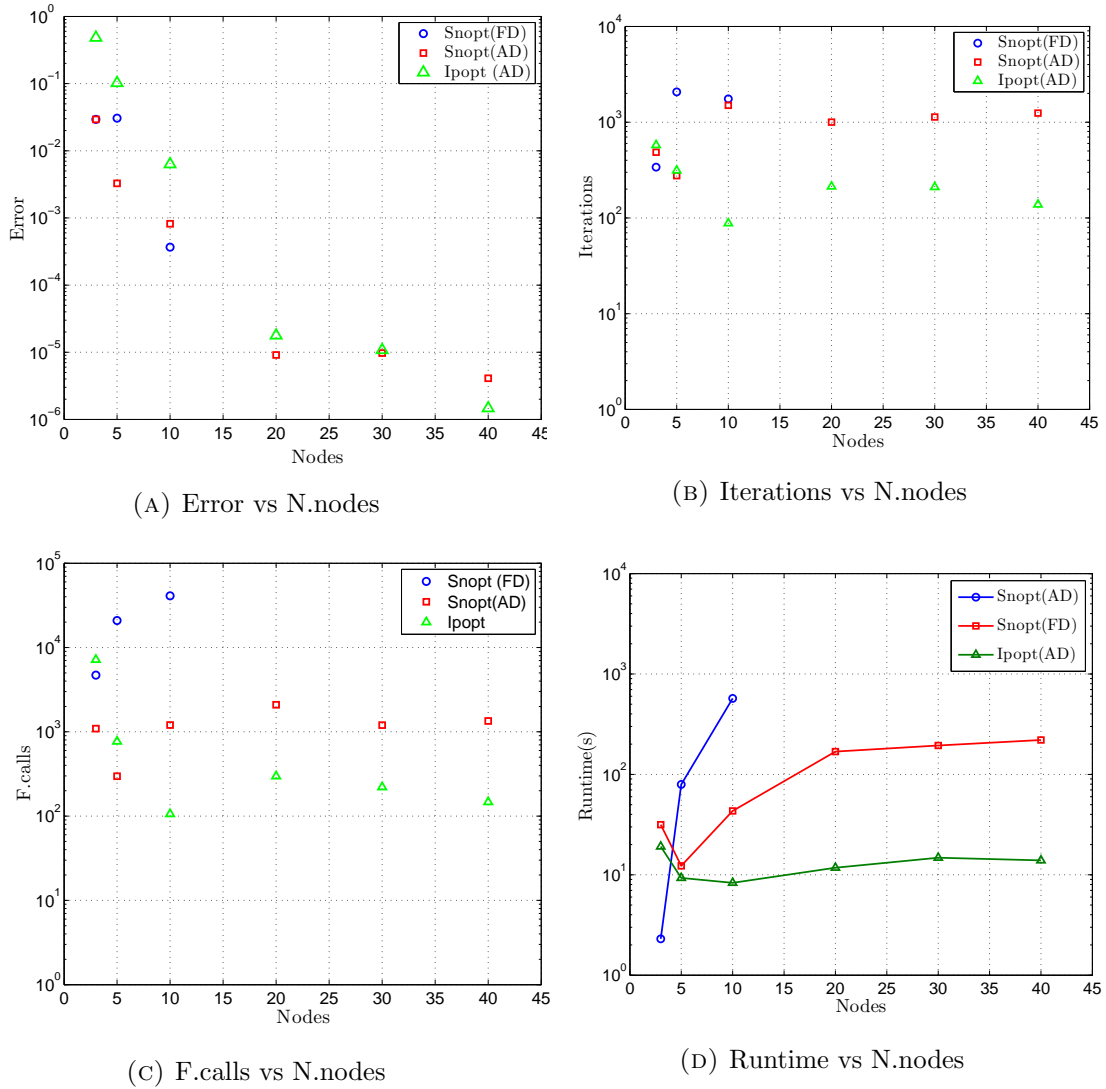 10^0
10^-1
10^-2
10^-3
10^-4
10^-5
10^-6
Error
0 5 10 15 20 25 30 35 40 45
Nodes
Snopt(FD)
Snopt(AD)
Ipopt (AD)
(A) Error vs N.nodes
10^4
10^3
10^2
10^1
10^0
Iterations
0 5 10 15 20 25 30 35 40 45
Nodes
Snopt(FD)
Snopt(AD)
Ipopt(AD)
(B) Iterations vs N.nodes
10^5
10^4
10^3
10^2
10^1
10^0
F.calls
0 5 10 15 20 25 30 35 40 45
Nodes
Snopt (FD)
Snopt(AD)
Ipopt
(C) F.calls vs N.nodes
10^4
10^3
10^2
10^1
10^0
Runtime(s)
0 5 10 15 20 25 30 35 40 45
Nodes
Snopt(AD)
Snopt(FD)
Ipopt(AD)
(D) Runtime vs N.nodes